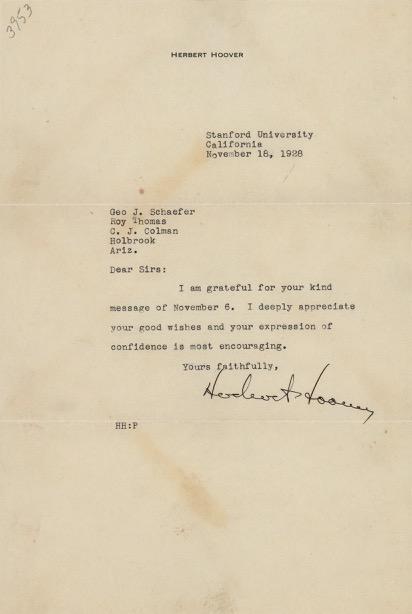 3953
HERBERT HOOVER
Stanford University
California
November 18, 1928
Geo J. Schaefer
Roy Thomas
C. J. Colman
Holbrook
Ariz.
Dear Sirs:
I am grateful for your kind
message of November 6. I deeply appreciate
your good wishes and your expression of
confidence is most encouraging.
Yours faithfully,
Herbert Hoover
HH:P